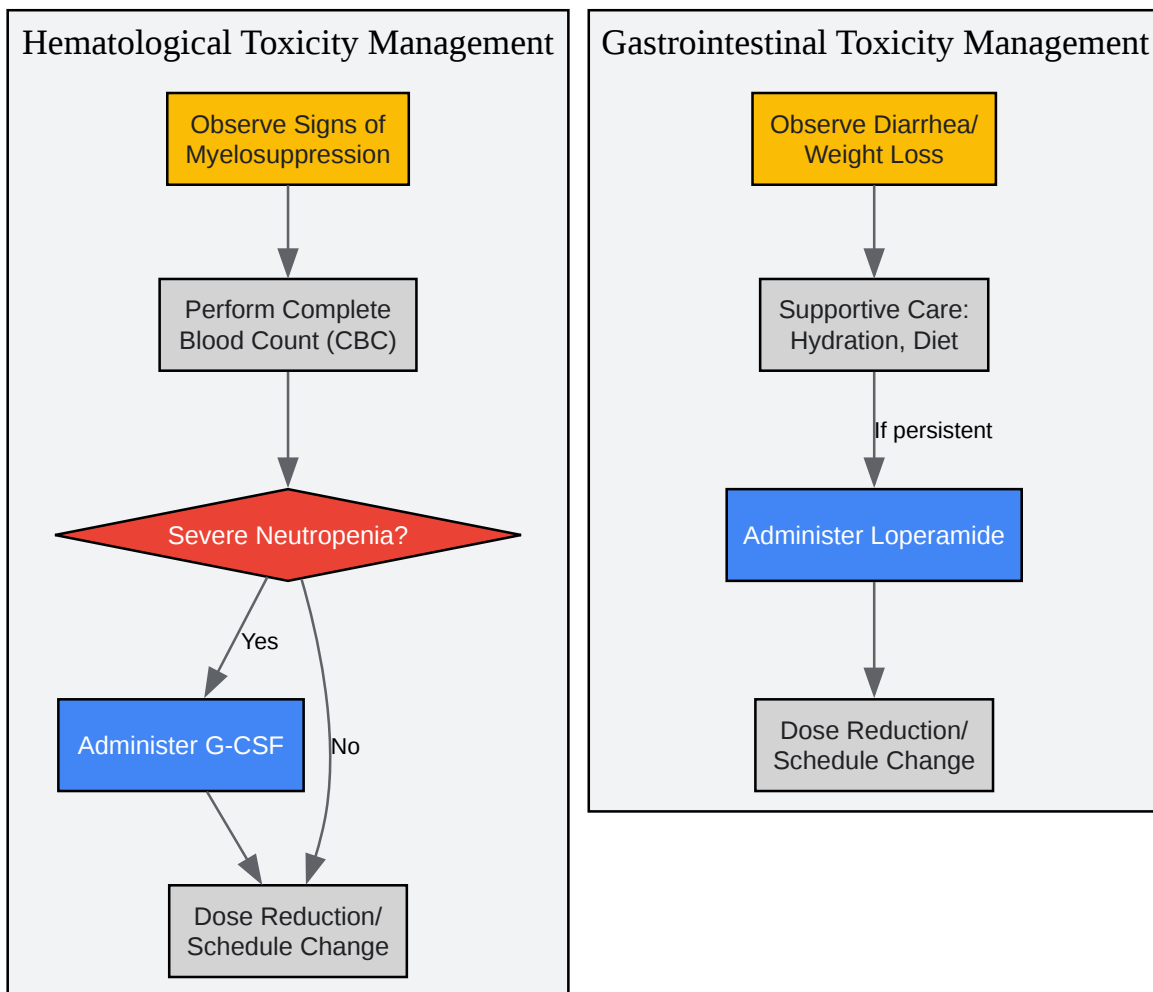 Hematological Toxicity Management
Observe Signs of
Myelosuppression
Perform Complete
Blood Count (CBC)
Severe Neutropenia?
Yes
Administer G-CSF
No
Dose Reduction/
Schedule Change
Gastrointestinal Toxicity Management
Observe Diarrhea/
Weight Loss
Supportive Care:
Hydration, Diet
If persistent
Administer Loperamide
Dose Reduction/
Schedule Change